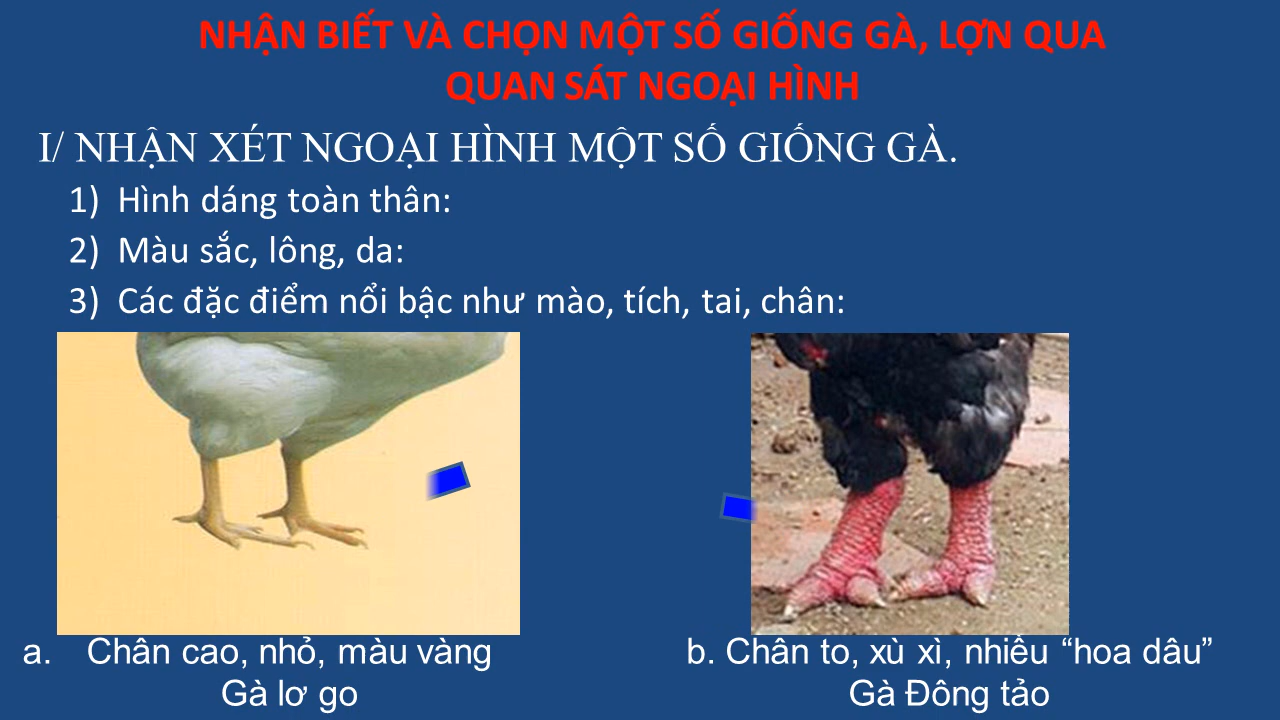 NHẬN BIẾT VÀ CHỌN MỘT SỐ GIỐNG GÀ, LỢN QUA
QUAN SÁT NGOẠI HÌNH
I/ NHẬN XÉT NGOẠI HÌNH MỘT SỐ GIỐNG GÀ.
1) Hình dáng toàn thân:
2) Màu sắc, lông, da:
3) Các đặc điểm nổi bậc như mào, tích, tai, chân:
a. Chân cao, nhỏ, màu vàng
Gà lơ go
b. Chân to, xù xì, nhiều “hoa dâu”
Gà Đông tảo